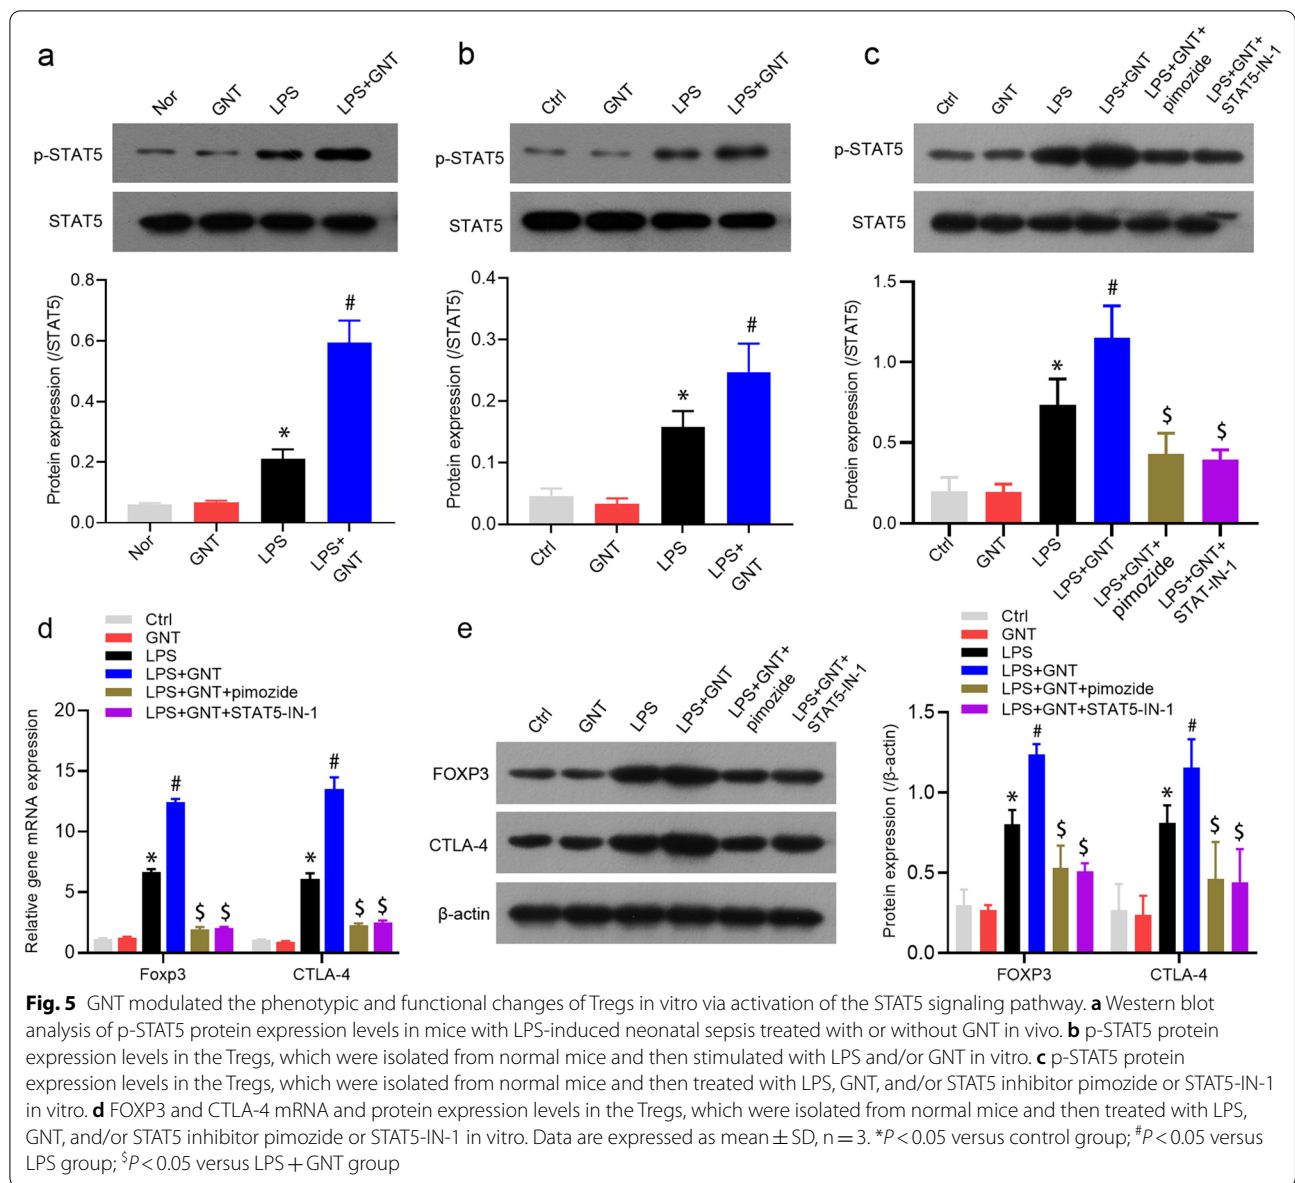 a
Nor GNT LPS LPS+GNT
p-STAT5
STAT5
Protein expression (/STAT5)
0.8
0.6
0.4
0.2
0.0
*
#
Nor GNT LPS LPS+
GNT
b
Ctrl GNT LPS LPS+GNT
p-STAT5
STAT5
Protein expression (/STAT5)
0.4
0.3
0.2
0.1
0.0
*
#
Ctrl GNT LPS LPS+
GNT
c
Ctrl GNT LPS LPS+GNT LPS+GNT+
pimozide LPS+GNT+
STAT5-IN-1
p-STAT5
STAT5
Protein expression (/STAT5)
1.5
1.0
0.5
0.0
*
#
$
$
Ctrl GNT LPS LPS+GNT LPS+GNT+
pimozide LPS+GNT+
STAT-IN-1
d
Ctrl
GNT
LPS
LPS+GNT
LPS+GNT+pimozide
LPS+GNT+STAT5-IN-1
Relative gene mRNA expression
20
15
10
5
0
* # $ $
* # $ $
Foxp3 CTLA-4
e
Ctrl GNT LPS LPS+GNT LPS+GNT+
pimozide LPS+GNT+
STAT5-IN-1
FOXP3
CTLA-4
β-actin
Ctrl
GNT
LPS
LPS+GNT
LPS+GNT+pimozide
LPS+GNT+STAT5-IN-1
Protein expression (/β-actin)
1.5
1.0
0.5
0.0
* # $ $
* # $ $
FOXP3 CTLA-4
Fig. 5 GNT modulated the phenotypic and functional changes of Tregs in vitro via activation of the STAT5 signaling pathway. a Western blot
analysis of p-STAT5 protein expression levels in mice with LPS-induced neonatal sepsis treated with or without GNT in vivo. b p-STAT5 protein
expression levels in the Tregs, which were isolated from normal mice and then stimulated with LPS and/or GNT in vitro. c p-STAT5 protein
expression levels in the Tregs, which were isolated from normal mice and then treated with LPS, GNT, and/or STAT5 inhibitor pimozide or STAT5-IN-1
in vitro. d FOXP3 and CTLA-4 mRNA and protein expression levels in the Tregs, which were isolated from normal mice and then treated with LPS,
GNT, and/or STAT5 inhibitor pimozide or STAT5-IN-1 in vitro. Data are expressed as mean ± SD, n = 3. *P < 0.05 versus control group; #P < 0.05 versus
LPS group; $P < 0.05 versus LPS + GNT group